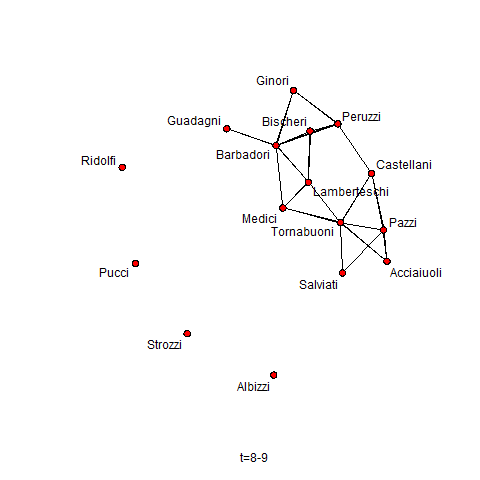 Ginori
Guadagni
Bischeri
Peruzzi
Barbadori
Ridolfi
Castellani
Lamberteschi
Medici
Tornabuoni
Pazzi
Pucci
Acciaiuoli
Salviati
Strozzi
Albizzi
t=8-9